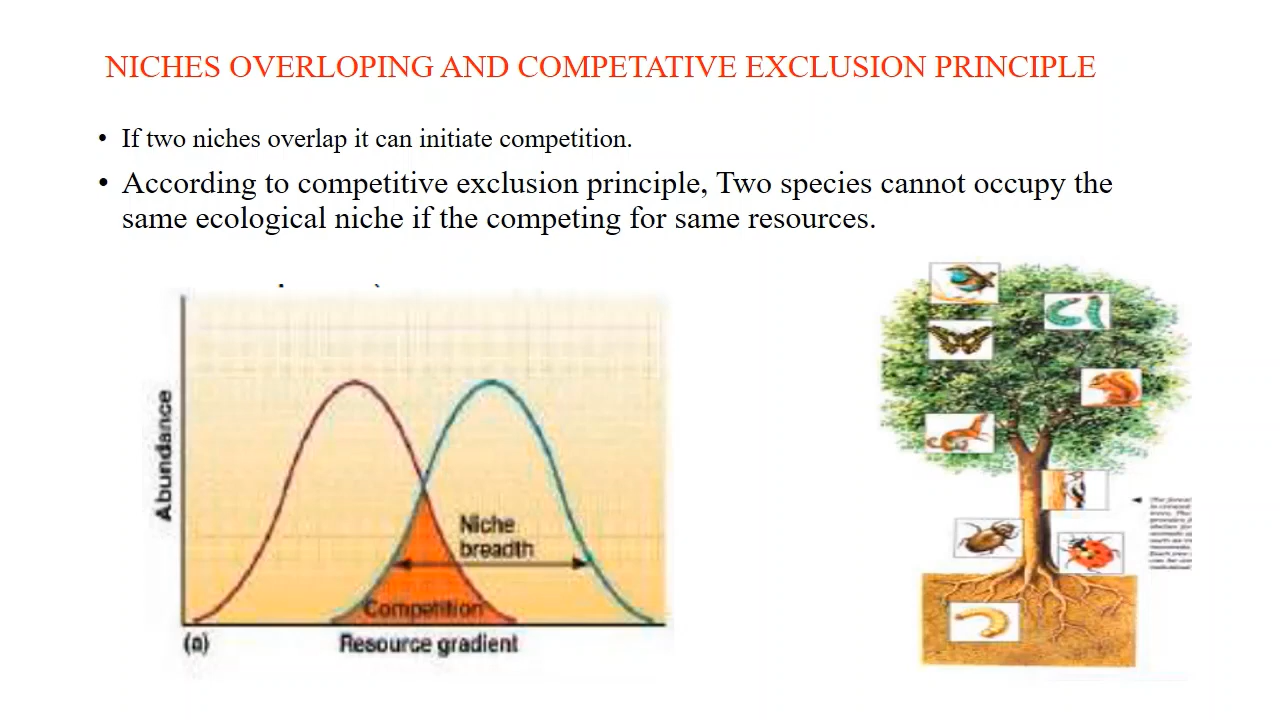 NICHES OVERLOPING AND COMPETATIVE EXCLUSION PRINCIPLE
• If two niches overlap it can initiate competition.
• According to competitive exclusion principle, Two species cannot occupy the
same ecological niche if the competing for same resources.
Abundance
Niche
breadth
Competition
(a)
Resource gradient